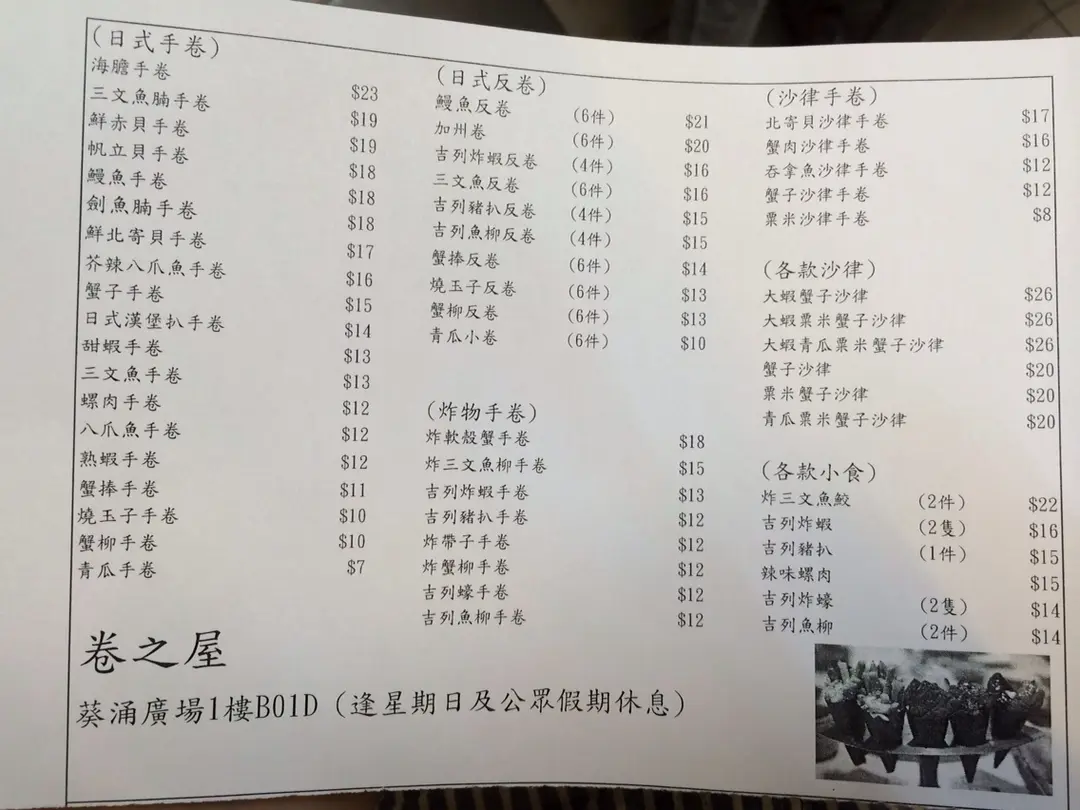 (日式手卷)
海膽手卷 $23
三文魚腩手卷 $19
鮮赤貝手卷 $19
帆立貝手卷 $18
鰻魚手卷 $18
劍魚腩手卷 $18
鮮北寄貝手卷 $17
芥辣八爪魚手卷 $16
蟹子手卷 $15
日式漢堡扒手卷 $14
甜蝦手卷 $13
三文魚手卷 $13
螺肉手卷 $12
八爪魚手卷 $12
熟蝦手卷 $12
蟹捧手卷 $11
燒玉子手卷 $10
蟹柳手卷 $10
青瓜手卷 $7
(日式反卷)
鰻魚反卷 (6件) $21
加州卷 (6件) $20
吉列炸蝦反卷 (4件) $16
三文魚反卷 (6件) $16
吉列豬扒反卷 (4件) $15
吉列魚柳反卷 (4件) $15
蟹捧反卷 (6件) $14
燒玉子反卷 (6件) $13
蟹柳反卷 (6件) $13
青瓜小卷 (6件) $10
(炸物手卷)
炸軟殼蟹手卷 $18
炸三文魚柳手卷 $15
吉列炸蝦手卷 $13
吉列豬扒手卷 $12
炸帶子手卷 $12
炸蟹柳手卷 $12
吉列蠔手卷 $12
吉列魚柳手卷 $12
(沙律手卷)
北寄貝沙律手卷 $17
蟹肉沙律手卷 $16
吞拿魚沙律手卷 $12
蟹子沙律手卷 $12
粟米沙律手卷 $8
(各款沙律)
大蝦蟹子沙律 $26
大蝦粟米蟹子沙律 $26
大蝦青瓜粟米蟹子沙律 $26
蟹子沙律 $20
粟米蟹子沙律 $20
青瓜粟米蟹子沙律 $20
(各款小食)
炸三文魚鮫 (2件) $22
吉列炸蝦 (2隻) $16
吉列豬扒 (1件) $15
辣味螺肉 $15
吉列炸蠔 (2隻) $14
吉列魚柳 (2件) $14
卷之屋
葵涌廣場1樓B01D (逢星期日及公眾假期休息)